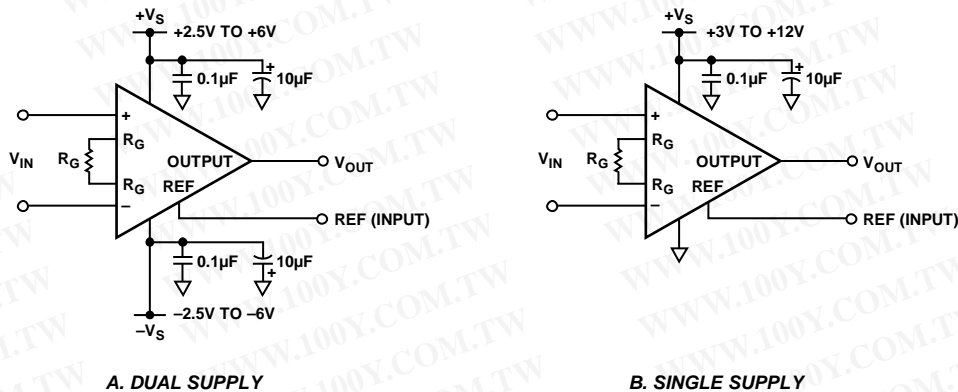 +VS
+2.5V TO +6V
0.1µF
10µF
+
+
RG
VIN
RG
OUTPUT
VOUT
RG
REF
–
REF (INPUT)
0.1µF
10µF
+
–2.5V TO –6V
–VS
A. DUAL SUPPLY
+VS
+3V TO +12V
0.1µF
10µF
+
+
RG
VIN
RG
OUTPUT
VOUT
RG
REF
–
REF (INPUT)
B. SINGLE SUPPLY
WWW.100Y.COM.TW